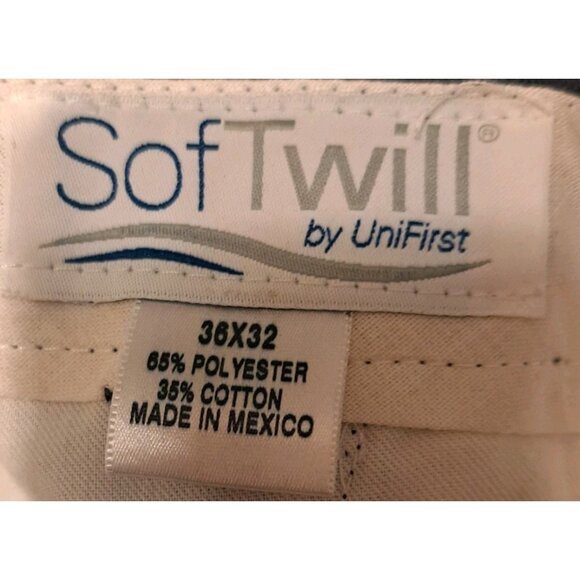 SofTwill®
by UniFirst
36X32
65% POLYESTER
35% COTTON
MADE IN MEXICO